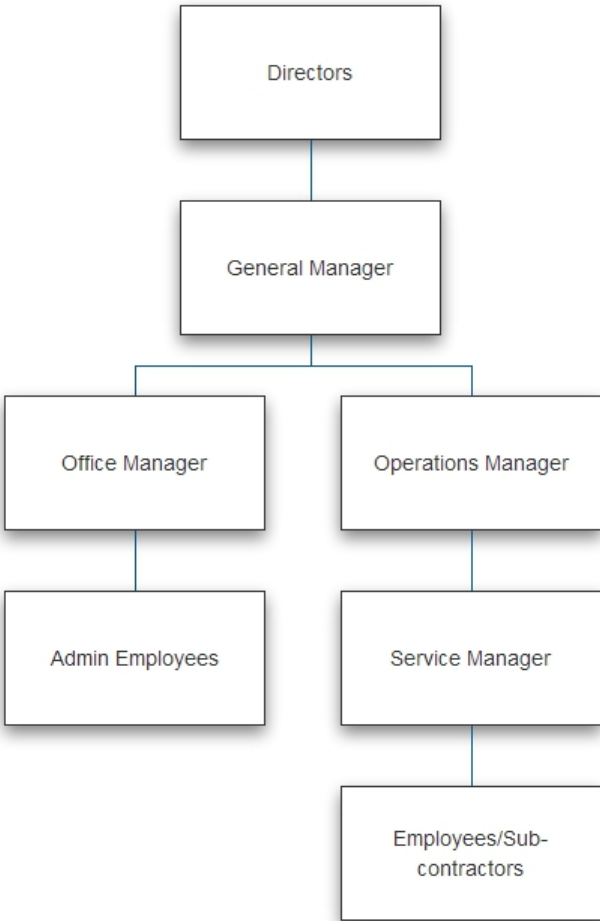 Directors
General Manager
Office Manager
Operations Manager
Admin Employees
Service Manager
Employees/Sub-
contractors